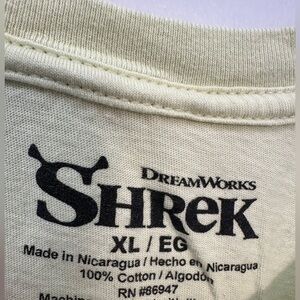 DREAMWORKS
SHREK
XL / EG
Made in Nicaragua / Hecho en Nicaragua
100% Cotton / Algodón
RN #86947